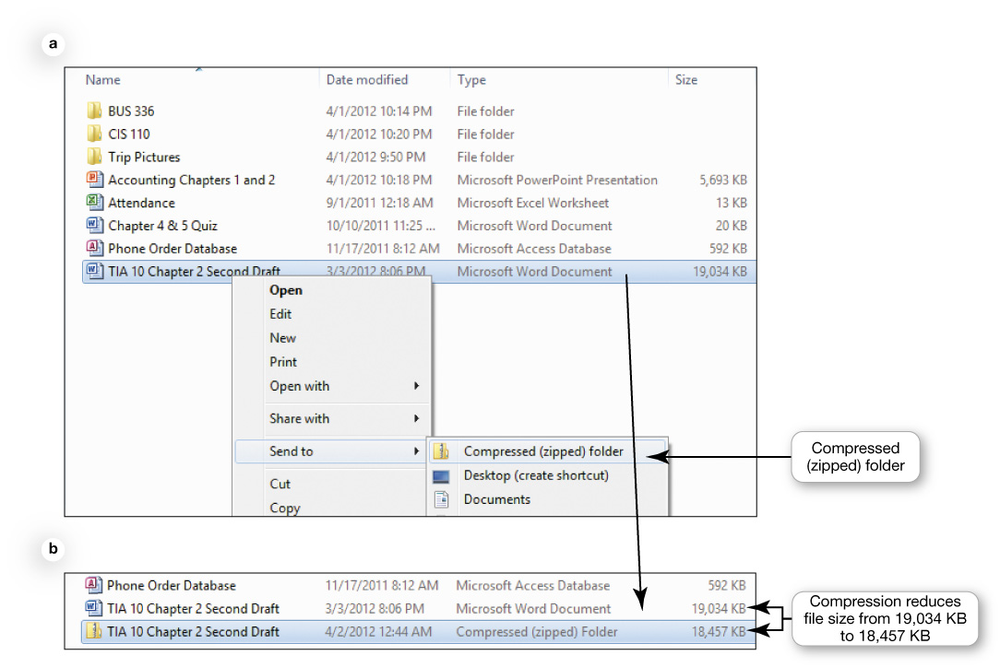 a
Name Date modified Type Size
BUS 336 4/1/2012 10:14 PM File folder
CIS 110 4/1/2012 10:20 PM File folder
Trip Pictures 4/1/2012 9:50 PM File folder
Accounting Chapters 1 and 2 4/1/2012 10:18 PM Microsoft PowerPoint Presentation 5,693 KB
Attendance 9/1/2011 12:18 AM Microsoft Excel Worksheet 13 KB
Chapter 4 & 5 Quiz 10/10/2011 11:25 ... Microsoft Word Document 20 KB
Phone Order Database 11/17/2011 8:12 AM Microsoft Access Database 592 KB
TIA 10 Chapter 2 Second Draft 3/3/2012 8:06 PM Microsoft Word Document 19,034 KB
Open
Edit
New
Print
Open with
Share with
Send to
Cut
Copy
Compressed (zipped) folder
Desktop (create shortcut)
Documents
Compressed
(zipped) folder
b
Phone Order Database 11/17/2011 8:12 AM Microsoft Access Database 592 KB
TIA 10 Chapter 2 Second Draft 3/3/2012 8:06 PM Microsoft Word Document 19,034 KB
TIA 10 Chapter 2 Second Draft 4/2/2012 12:44 AM Compressed (zipped) Folder 18,457 KB
Compression reduces
file size from 19,034 KB
to 18,457 KB